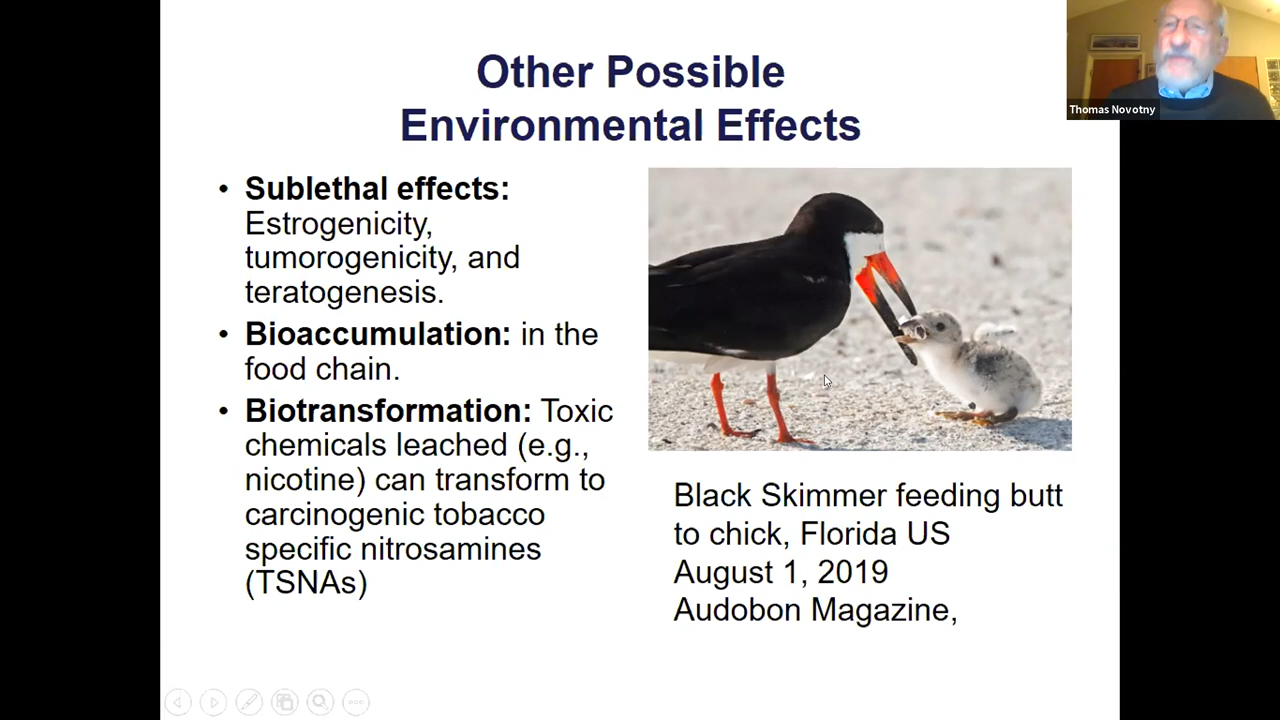 Other Possible
Environmental Effects
• Sublethal effects:
Estrogenicity,
tumorogenicity, and
teratogenesis.
• Bioaccumulation: in the
food chain.
• Biotransformation: Toxic
chemicals leached (e.g.,
nicotine) can transform to
carcinogenic tobacco
specific nitrosamines
(TSNAs)
Black Skimmer feeding butt
to chick, Florida US
August 1, 2019
Audobon Magazine,
Thomas Novotny